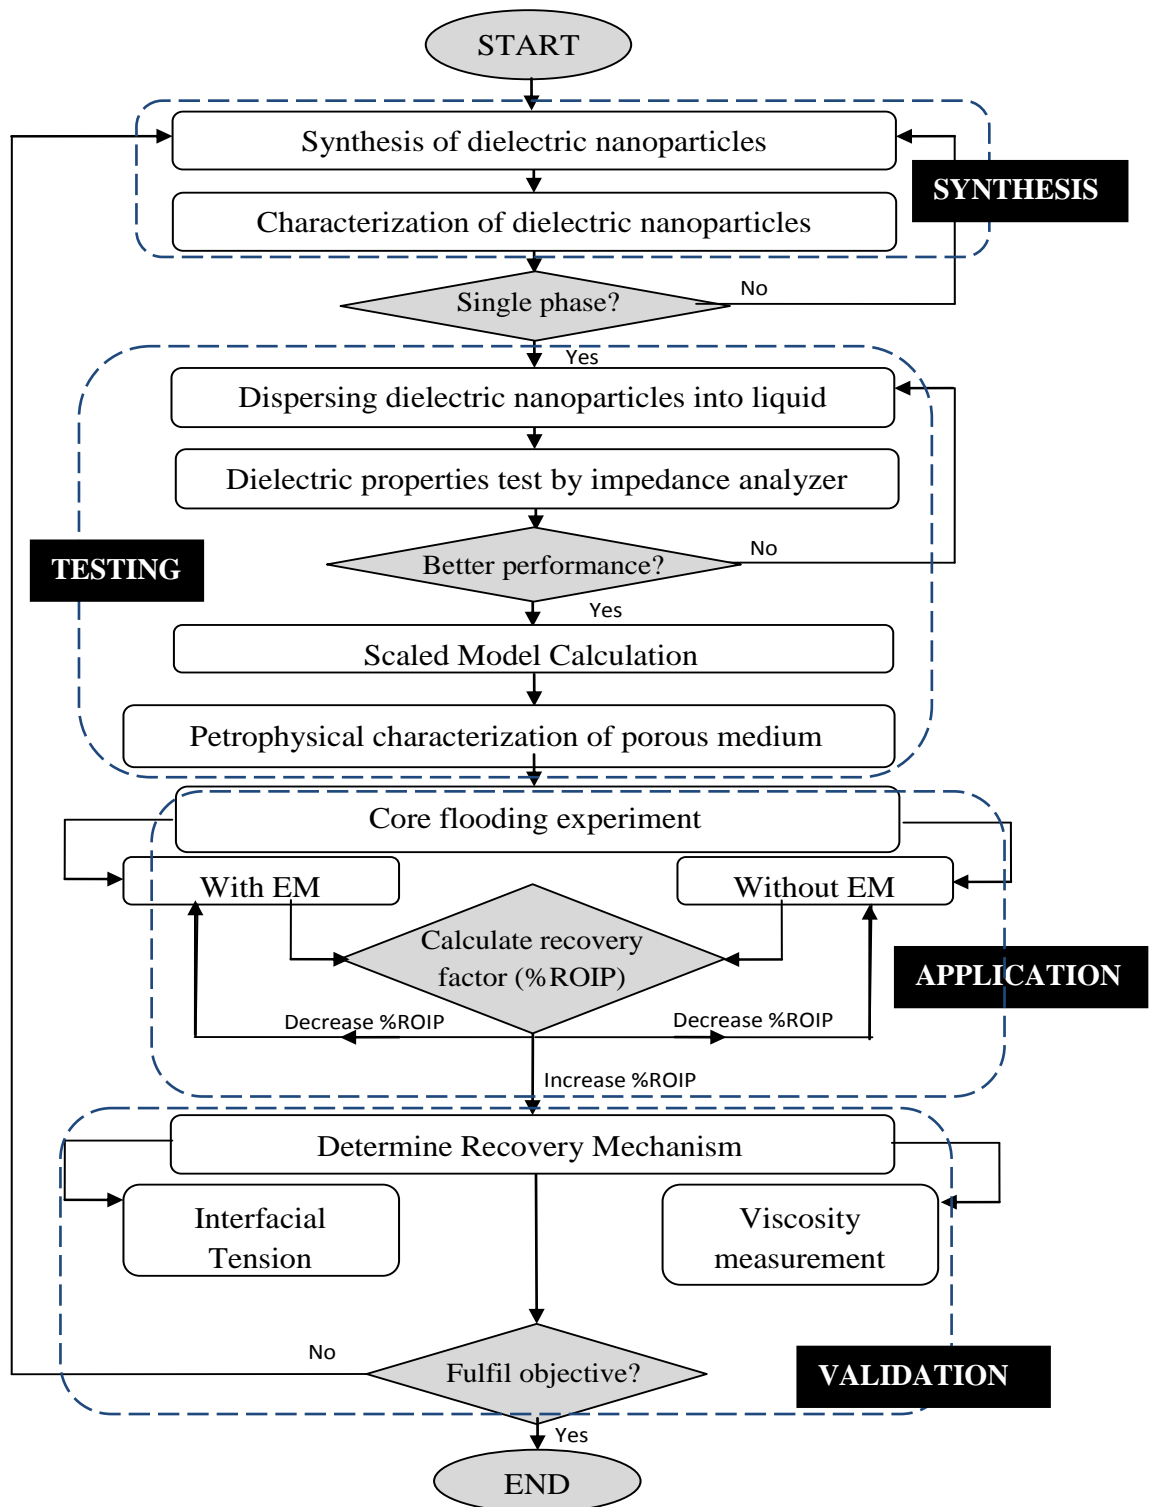 START
Synthesis of dielectric nanoparticles
SYNTHESIS
Characterization of dielectric nanoparticles
Single phase?
No
Yes
Dispersing dielectric nanoparticles into liquid
Dielectric properties test by impedance analyzer
Better performance?
No
TESTING
Yes
Scaled Model Calculation
Petrophysical characterization of porous medium
Core flooding experiment
With EM
Without EM
Calculate recovery
factor (%ROIP)
APPLICATION
Decrease %ROIP
Decrease %ROIP
Increase %ROIP
Determine Recovery Mechanism
Interfacial
Tension
Viscosity
measurement
No
Fulfil objective?
VALIDATION
Yes
END